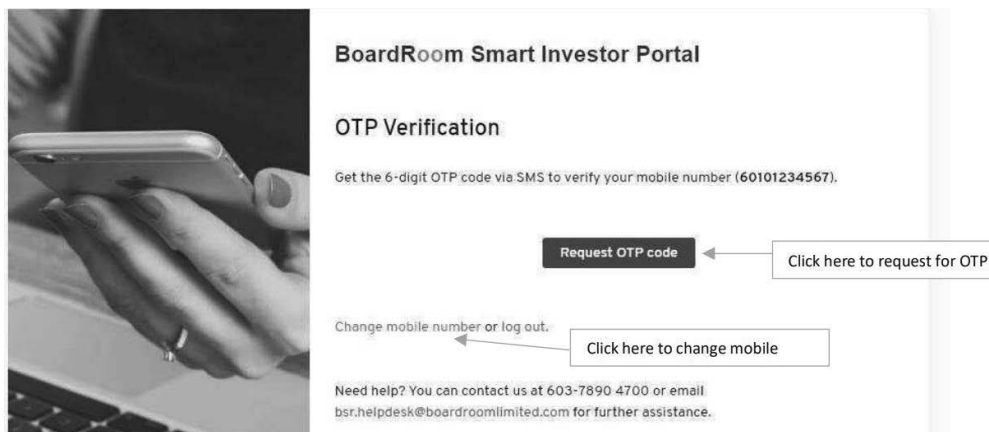 BoardRoom Smart Investor Portal
OTP Verification
Get the 6-digit OTP code via SMS to verify your mobile number (60101234567).
Request OTP code
Click here to request for OTP
Change mobile number or log out.
Click here to change mobile
Need help? You can contact us at 603-7890 4700 or email
bsr.helpdesk@boardroomlimited.com for further assistance.